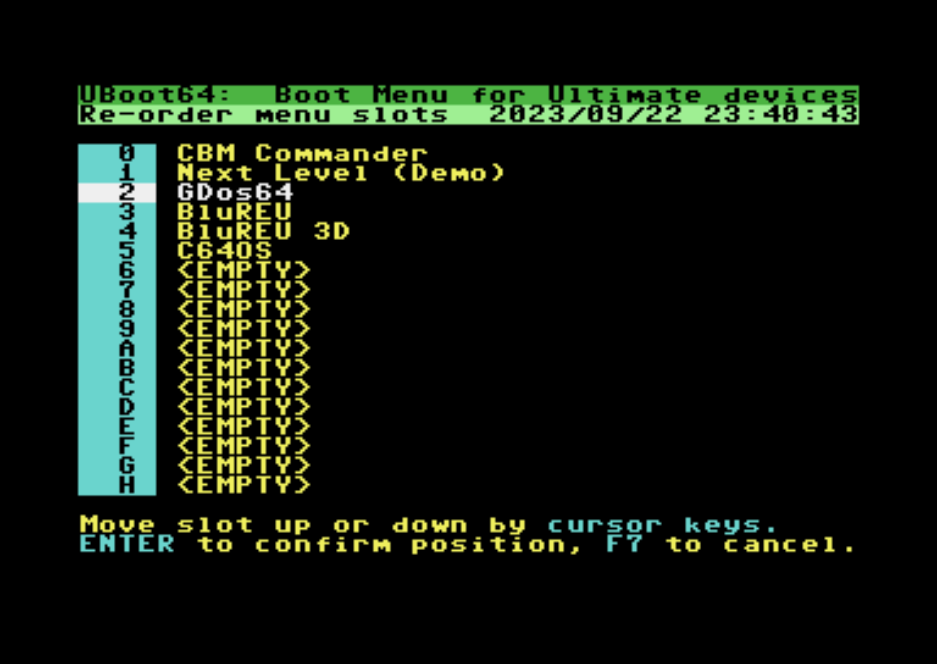 UBoot64: Boot Menu for Ultimate devices
Re-order menu slots 2023/09/22 23:40:43
0 CBM Commander
1 Next Level (Demo)
2 GDos64
3 BluREU
4 BluREU 3D
5 C64OS
6 <EMPTY>
7 <EMPTY>
8 <EMPTY>
9 <EMPTY>
A <EMPTY>
B <EMPTY>
C <EMPTY>
D <EMPTY>
E <EMPTY>
F <EMPTY>
G <EMPTY>
H <EMPTY>
Move slot up or down by cursor keys.
ENTER to confirm position, F7 to cancel.